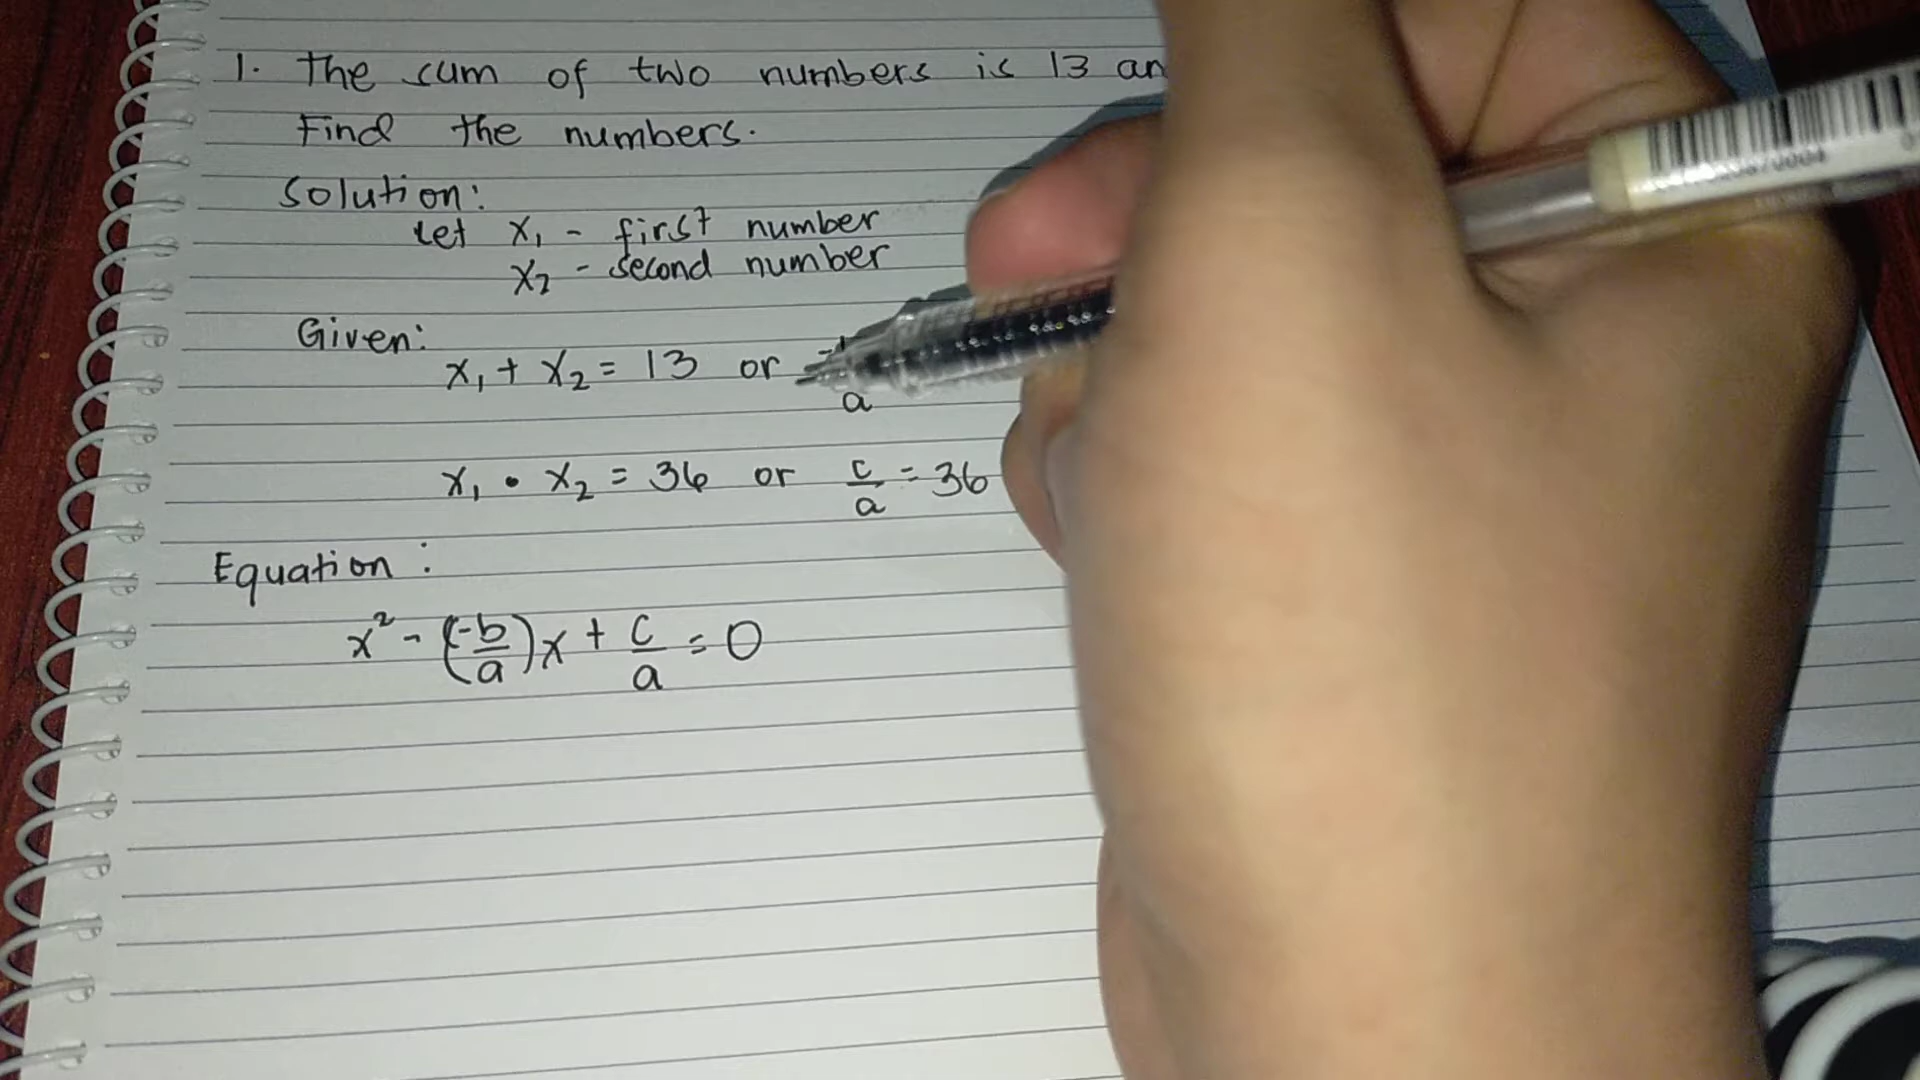 1. The sum of two numbers is 13 an
Find the numbers.
Solution:
Let x₁ - first number
x₂ - second number
Given:
x₁ + x₂ = 13 or a
x₁ • x₂ = 36 or c/a = 36
Equation:
x² - (-b/a)x + c/a = 0